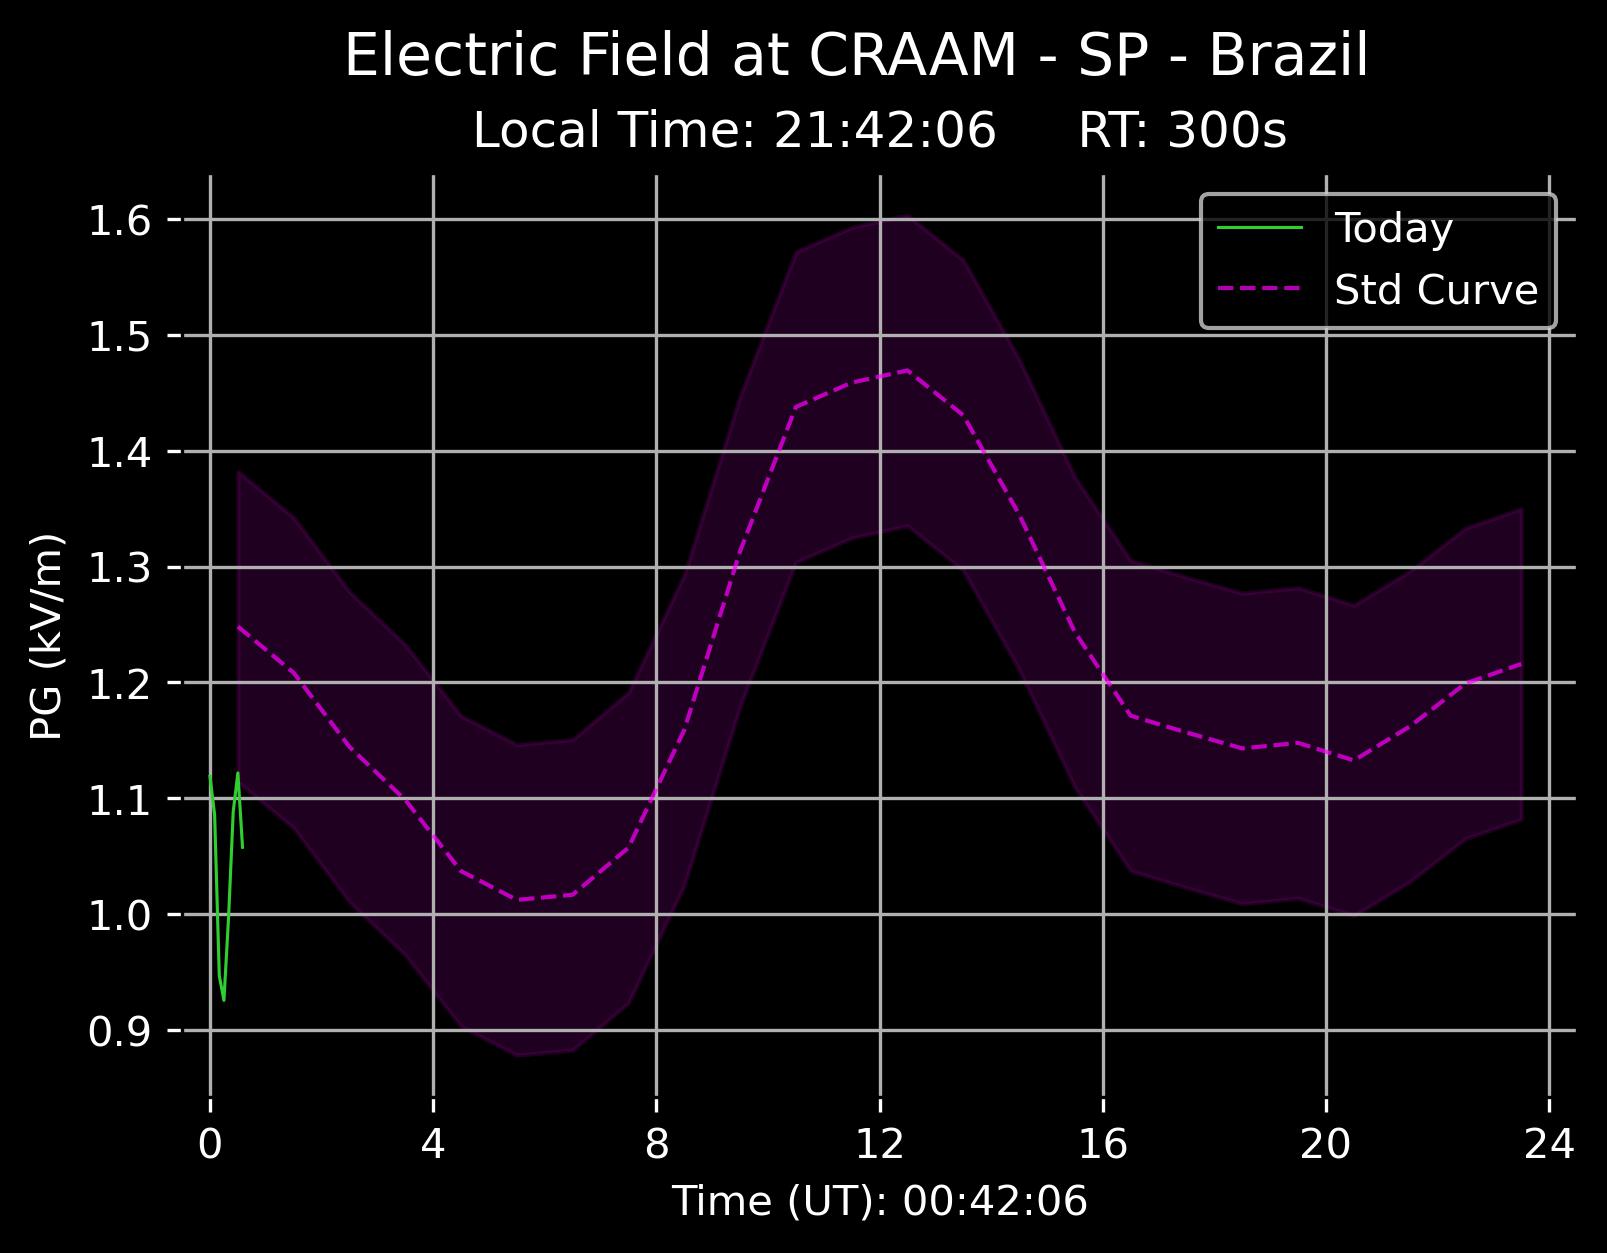 Electric Field at CRAAM - SP - Brazil
Local Time: 21:42:06 RT: 300s
Today
Std Curve
1.6
1.5
1.4
1.3
1.2
1.1
1.0
0.9
PG (kV/m)
0 4 8 12 16 20 24
Time (UT): 00:42:06